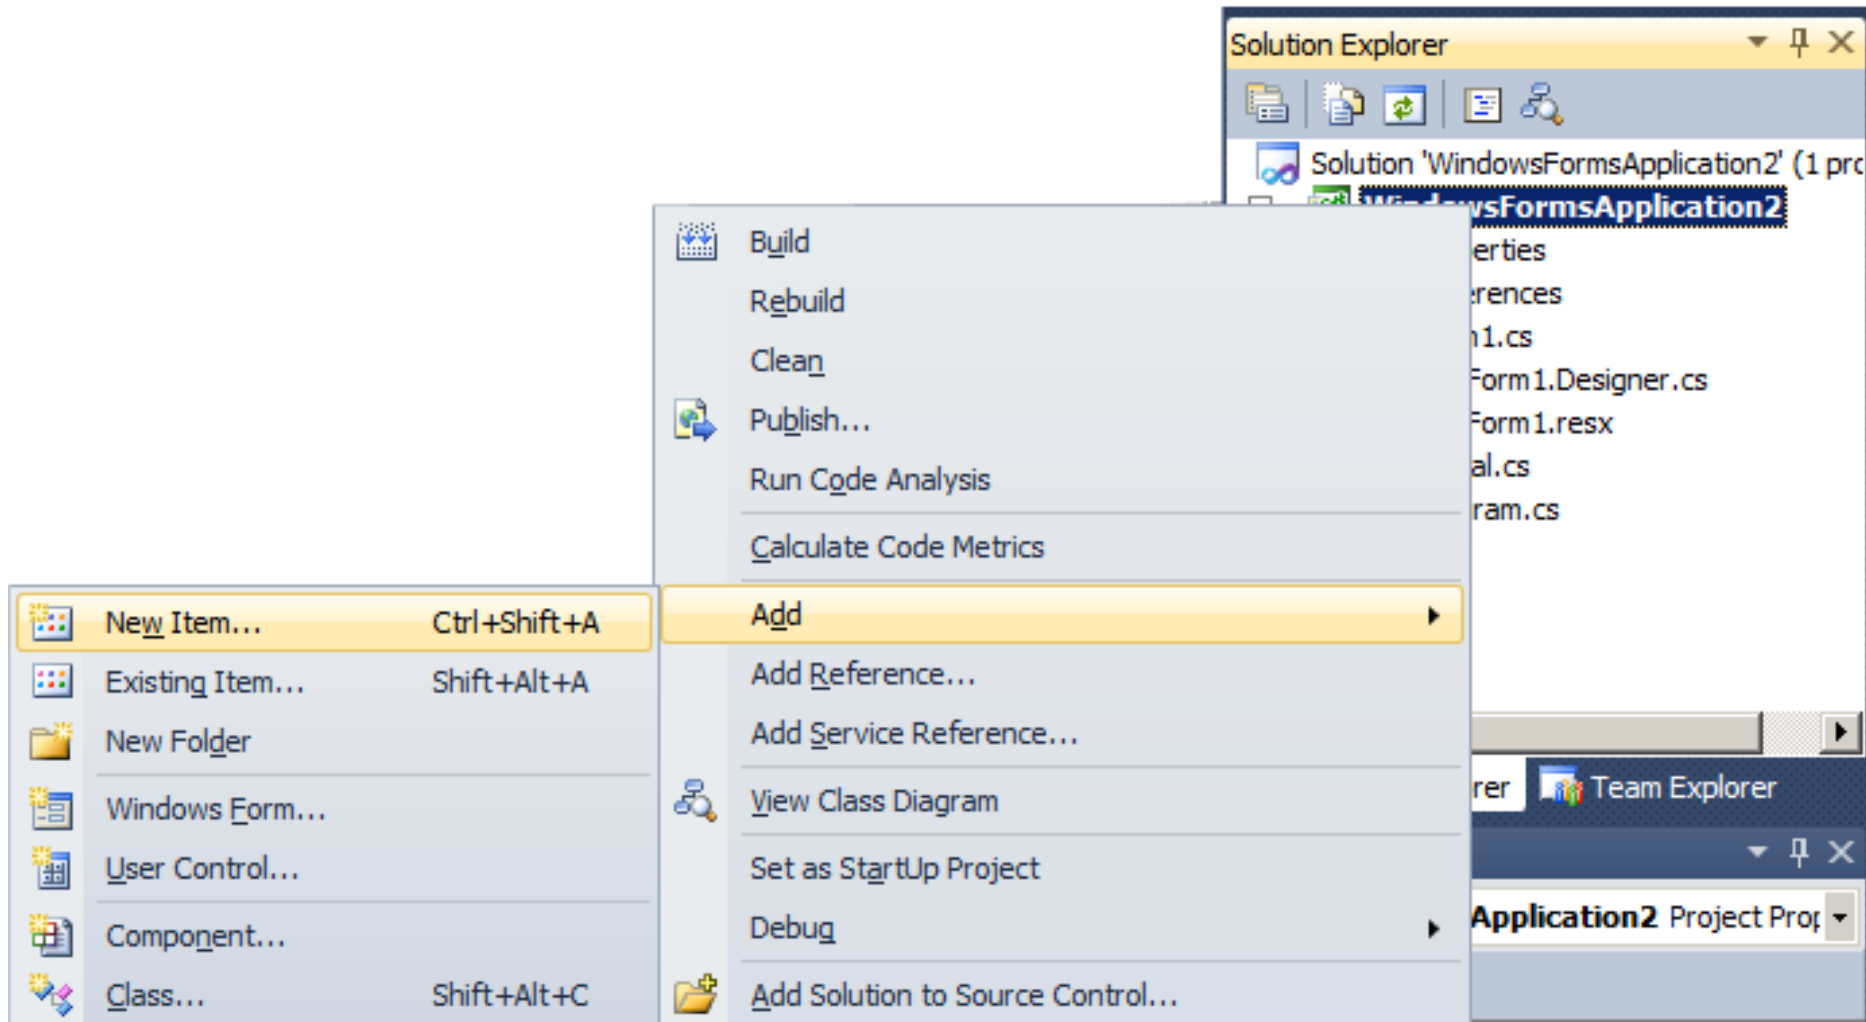 Solution Explorer
Solution 'WindowsFormsApplication2' (1 pro
WindowsFormsApplication2
erties
rences
1.cs
Form1.Designer.cs
Form1.resx
al.cs
ram.cs
Build
Rebuild
Clean
Publish...
Run Code Analysis
Calculate Code Metrics
Add
Add Reference...
Add Service Reference...
View Class Diagram
Set as StartUp Project
Debug
Add Solution to Source Control...
New Item... Ctrl+Shift+A
Existing Item... Shift+Alt+A
New Folder
Windows Form...
User Control...
Component...
Class... Shift+Alt+C
rer Team Explorer
Application2 Project Prop